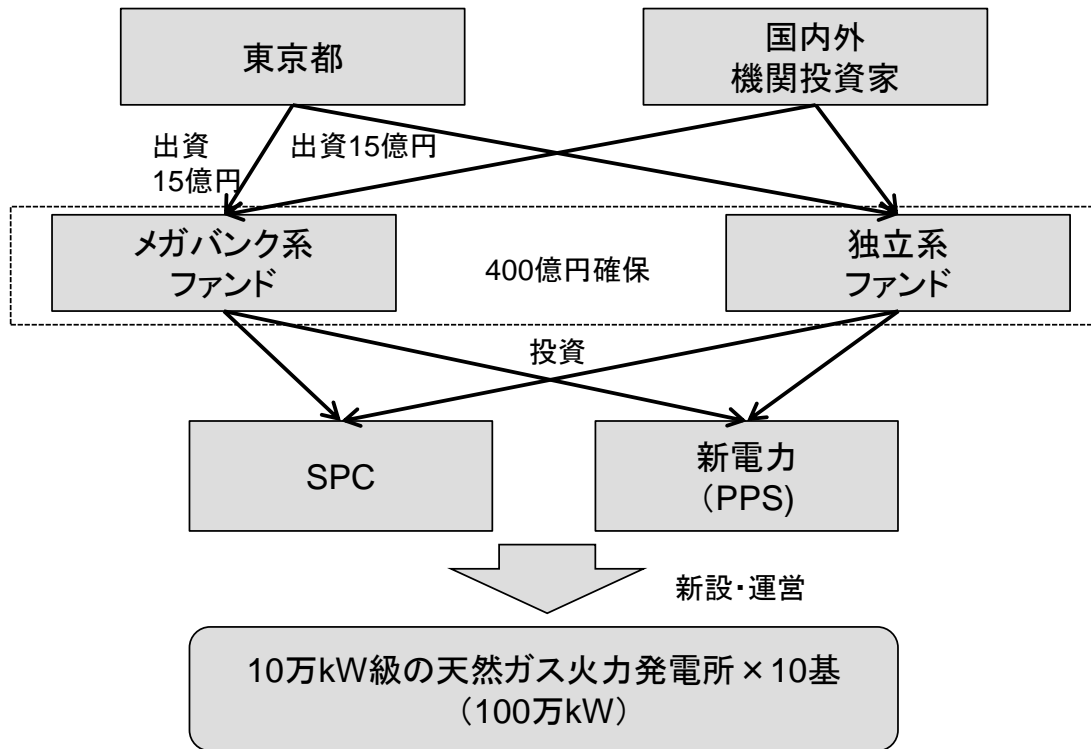 東京都
国内外
機関投資家
出資
15億円
出資15億円
メガバンク系
ファンド
400億円確保
独立系
ファンド
投資
SPC
新電力
（PPS)
新設・運営
10万kW級の天然ガス火力発電所×10基
（100万kW）